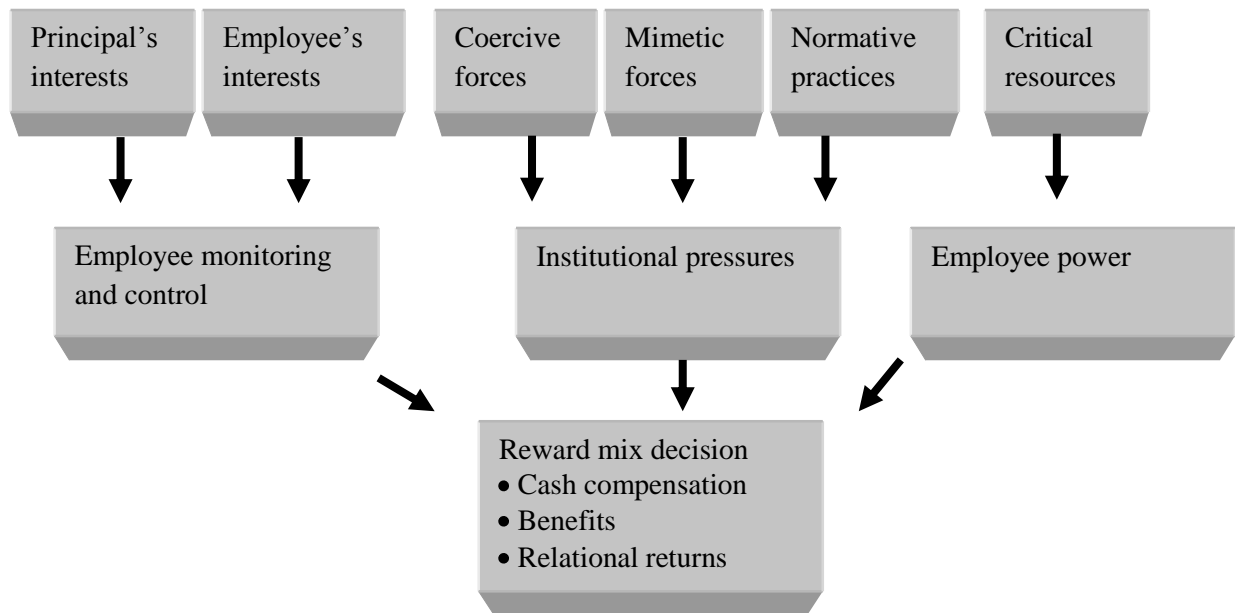 Principal’s
interests
Employee’s
interests
Coercive
forces
Mimetic
forces
Normative
practices
Critical
resources
Employee monitoring
and control
Institutional pressures
Employee power
Reward mix decision
• Cash compensation
• Benefits
• Relational returns